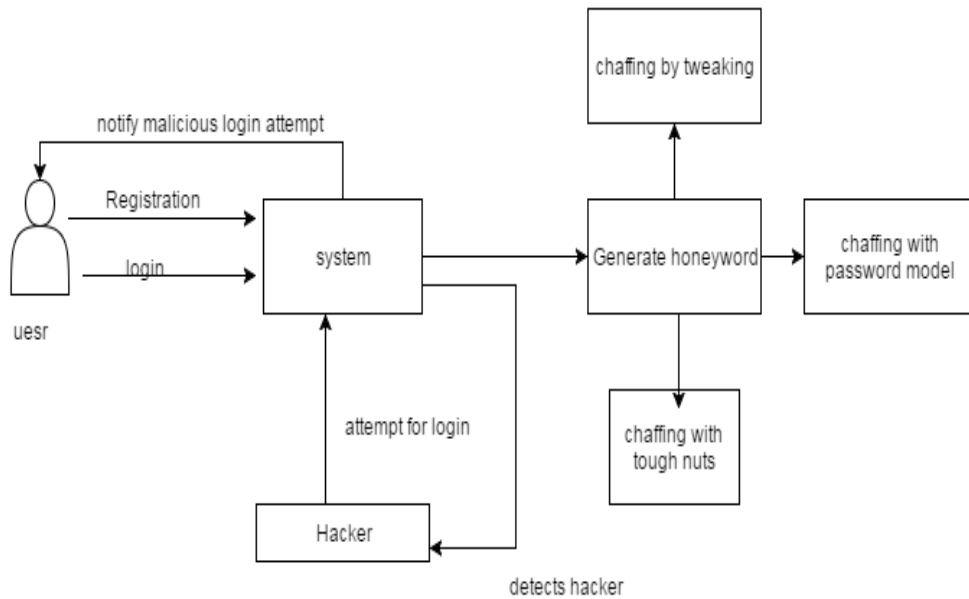 chaffing by tweaking
notify malicious login attempt
Registration
login
uesr
system
Generate honeyword
chaffing with
password model
attempt for login
chaffing with
tough nuts
Hacker
detects hacker